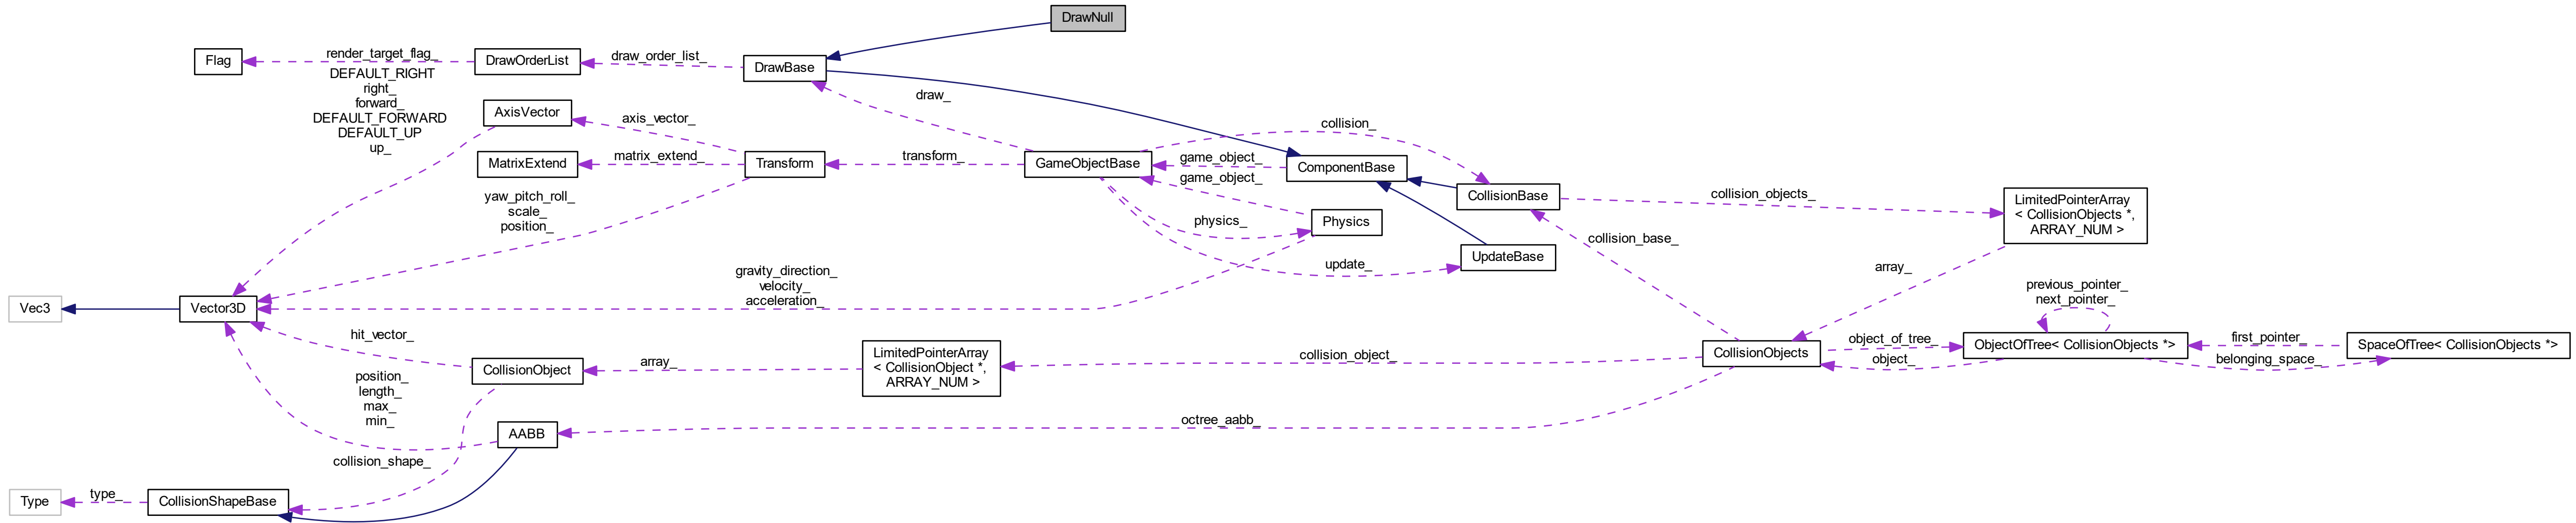 DrawNull
render_target_flag_
draw_order_list_
Flag
DrawOrderList
DrawBase
DEFAULT_RIGHT
right_
forward_
DEFAULT_FORWARD
DEFAULT_UP
up_
AxisVector
axis_vector_
draw_
collision_
MatrixExtend
matrix_extend_
Transform
transform_
GameObjectBase
game_object_
ComponentBase
game_object_
CollisionBase
collision_objects_
LimitedPointerArray
< CollisionObjects *,
ARRAY_NUM >
yaw_pitch_roll_
scale_
position_
physics_
Physics
collision_base_
UpdateBase
update_
gravity_direction_
velocity_
acceleration_
array_
previous_pointer_
next_pointer_
Vec3
Vector3D
hit_vector_
CollisionObject
array_
LimitedPointerArray
< CollisionObject *,
ARRAY_NUM >
collision_object_
CollisionObjects
object_of_tree_
object_
ObjectOfTree< CollisionObjects *>
first_pointer_
belonging_space_
SpaceOfTree< CollisionObjects *>
position_
length_
max_
min_
AABB
octree_aabb_
collision_shape_
Type
type_
CollisionShapeBase